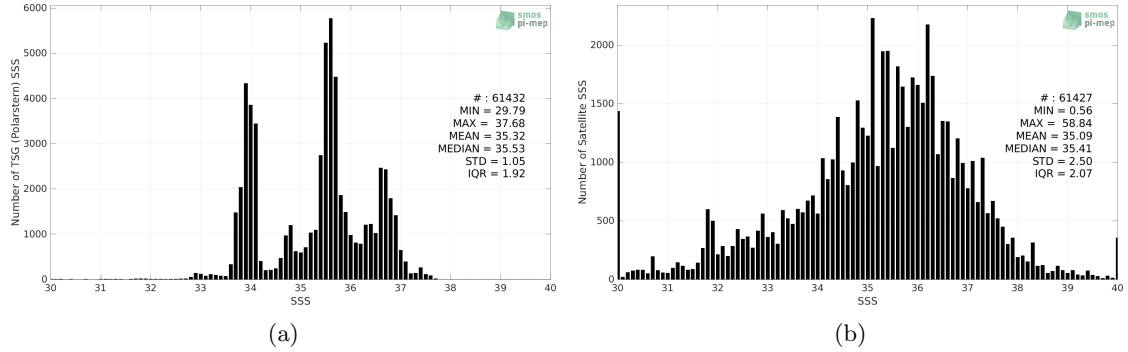 smos
pi-mep
Number of TSG (Polarstern) SSS
6000
5000
4000
3000
2000
1000
0
# : 61432
MIN = 29.79
MAX = 37.68
MEAN = 35.32
MEDIAN = 35.53
STD = 1.05
IQR = 1.92
30 31 32 33 34 35 36 37 38 39 40
SSS
(a)
smos
pi-mep
Number of Satellite SSS
2000
1500
1000
500
0
# : 61427
MIN = 0.56
MAX = 58.84
MEAN = 35.09
MEDIAN = 35.41
STD = 2.50
IQR = 2.07
30 31 32 33 34 35 36 37 38 39 40
SSS
(b)